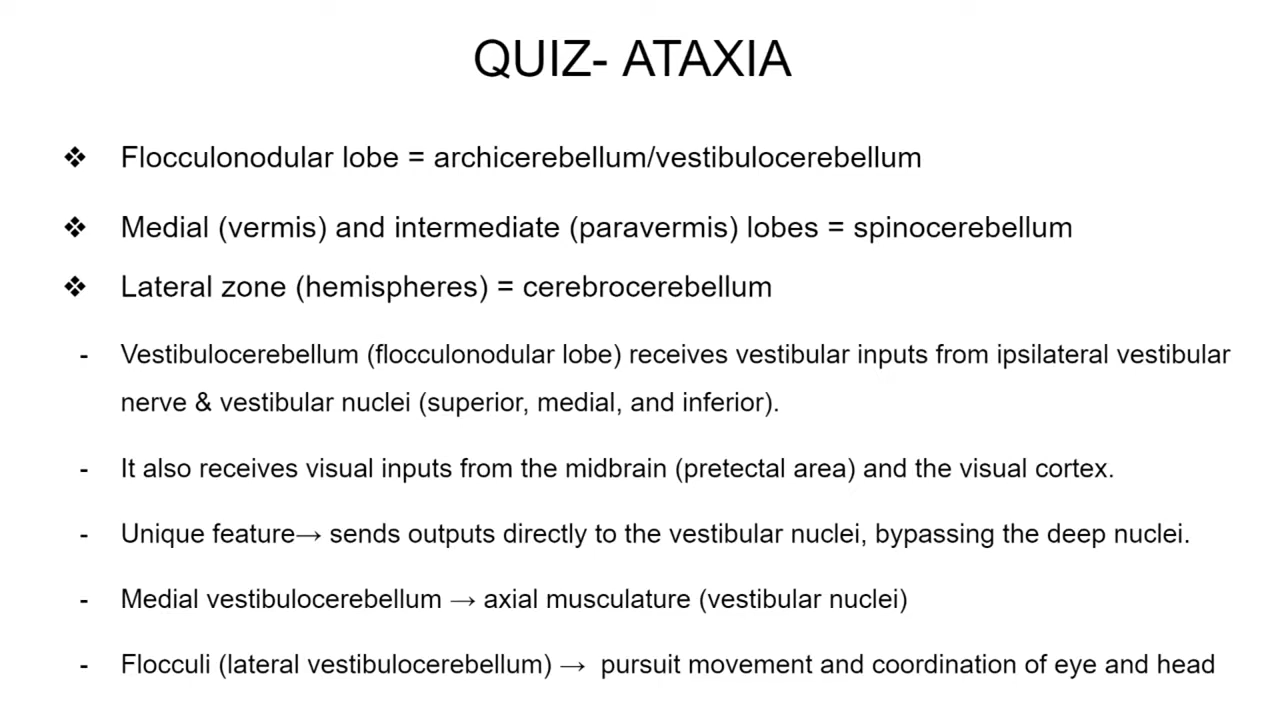 QUIZ- ATAXIA
❖ Flocculonodular lobe = archicerebellum/vestibulocerebellum
❖ Medial (vermis) and intermediate (paravermis) lobes = spinocerebellum
❖ Lateral zone (hemispheres) = cerebrocerebellum
- Vestibulocerebellum (flocculonodular lobe) receives vestibular inputs from ipsilateral vestibular
nerve & vestibular nuclei (superior, medial, and inferior).
- It also receives visual inputs from the midbrain (pretectal area) and the visual cortex.
- Unique feature→ sends outputs directly to the vestibular nuclei, bypassing the deep nuclei.
- Medial vestibulocerebellum → axial musculature (vestibular nuclei)
- Flocculi (lateral vestibulocerebellum) → pursuit movement and coordination of eye and head